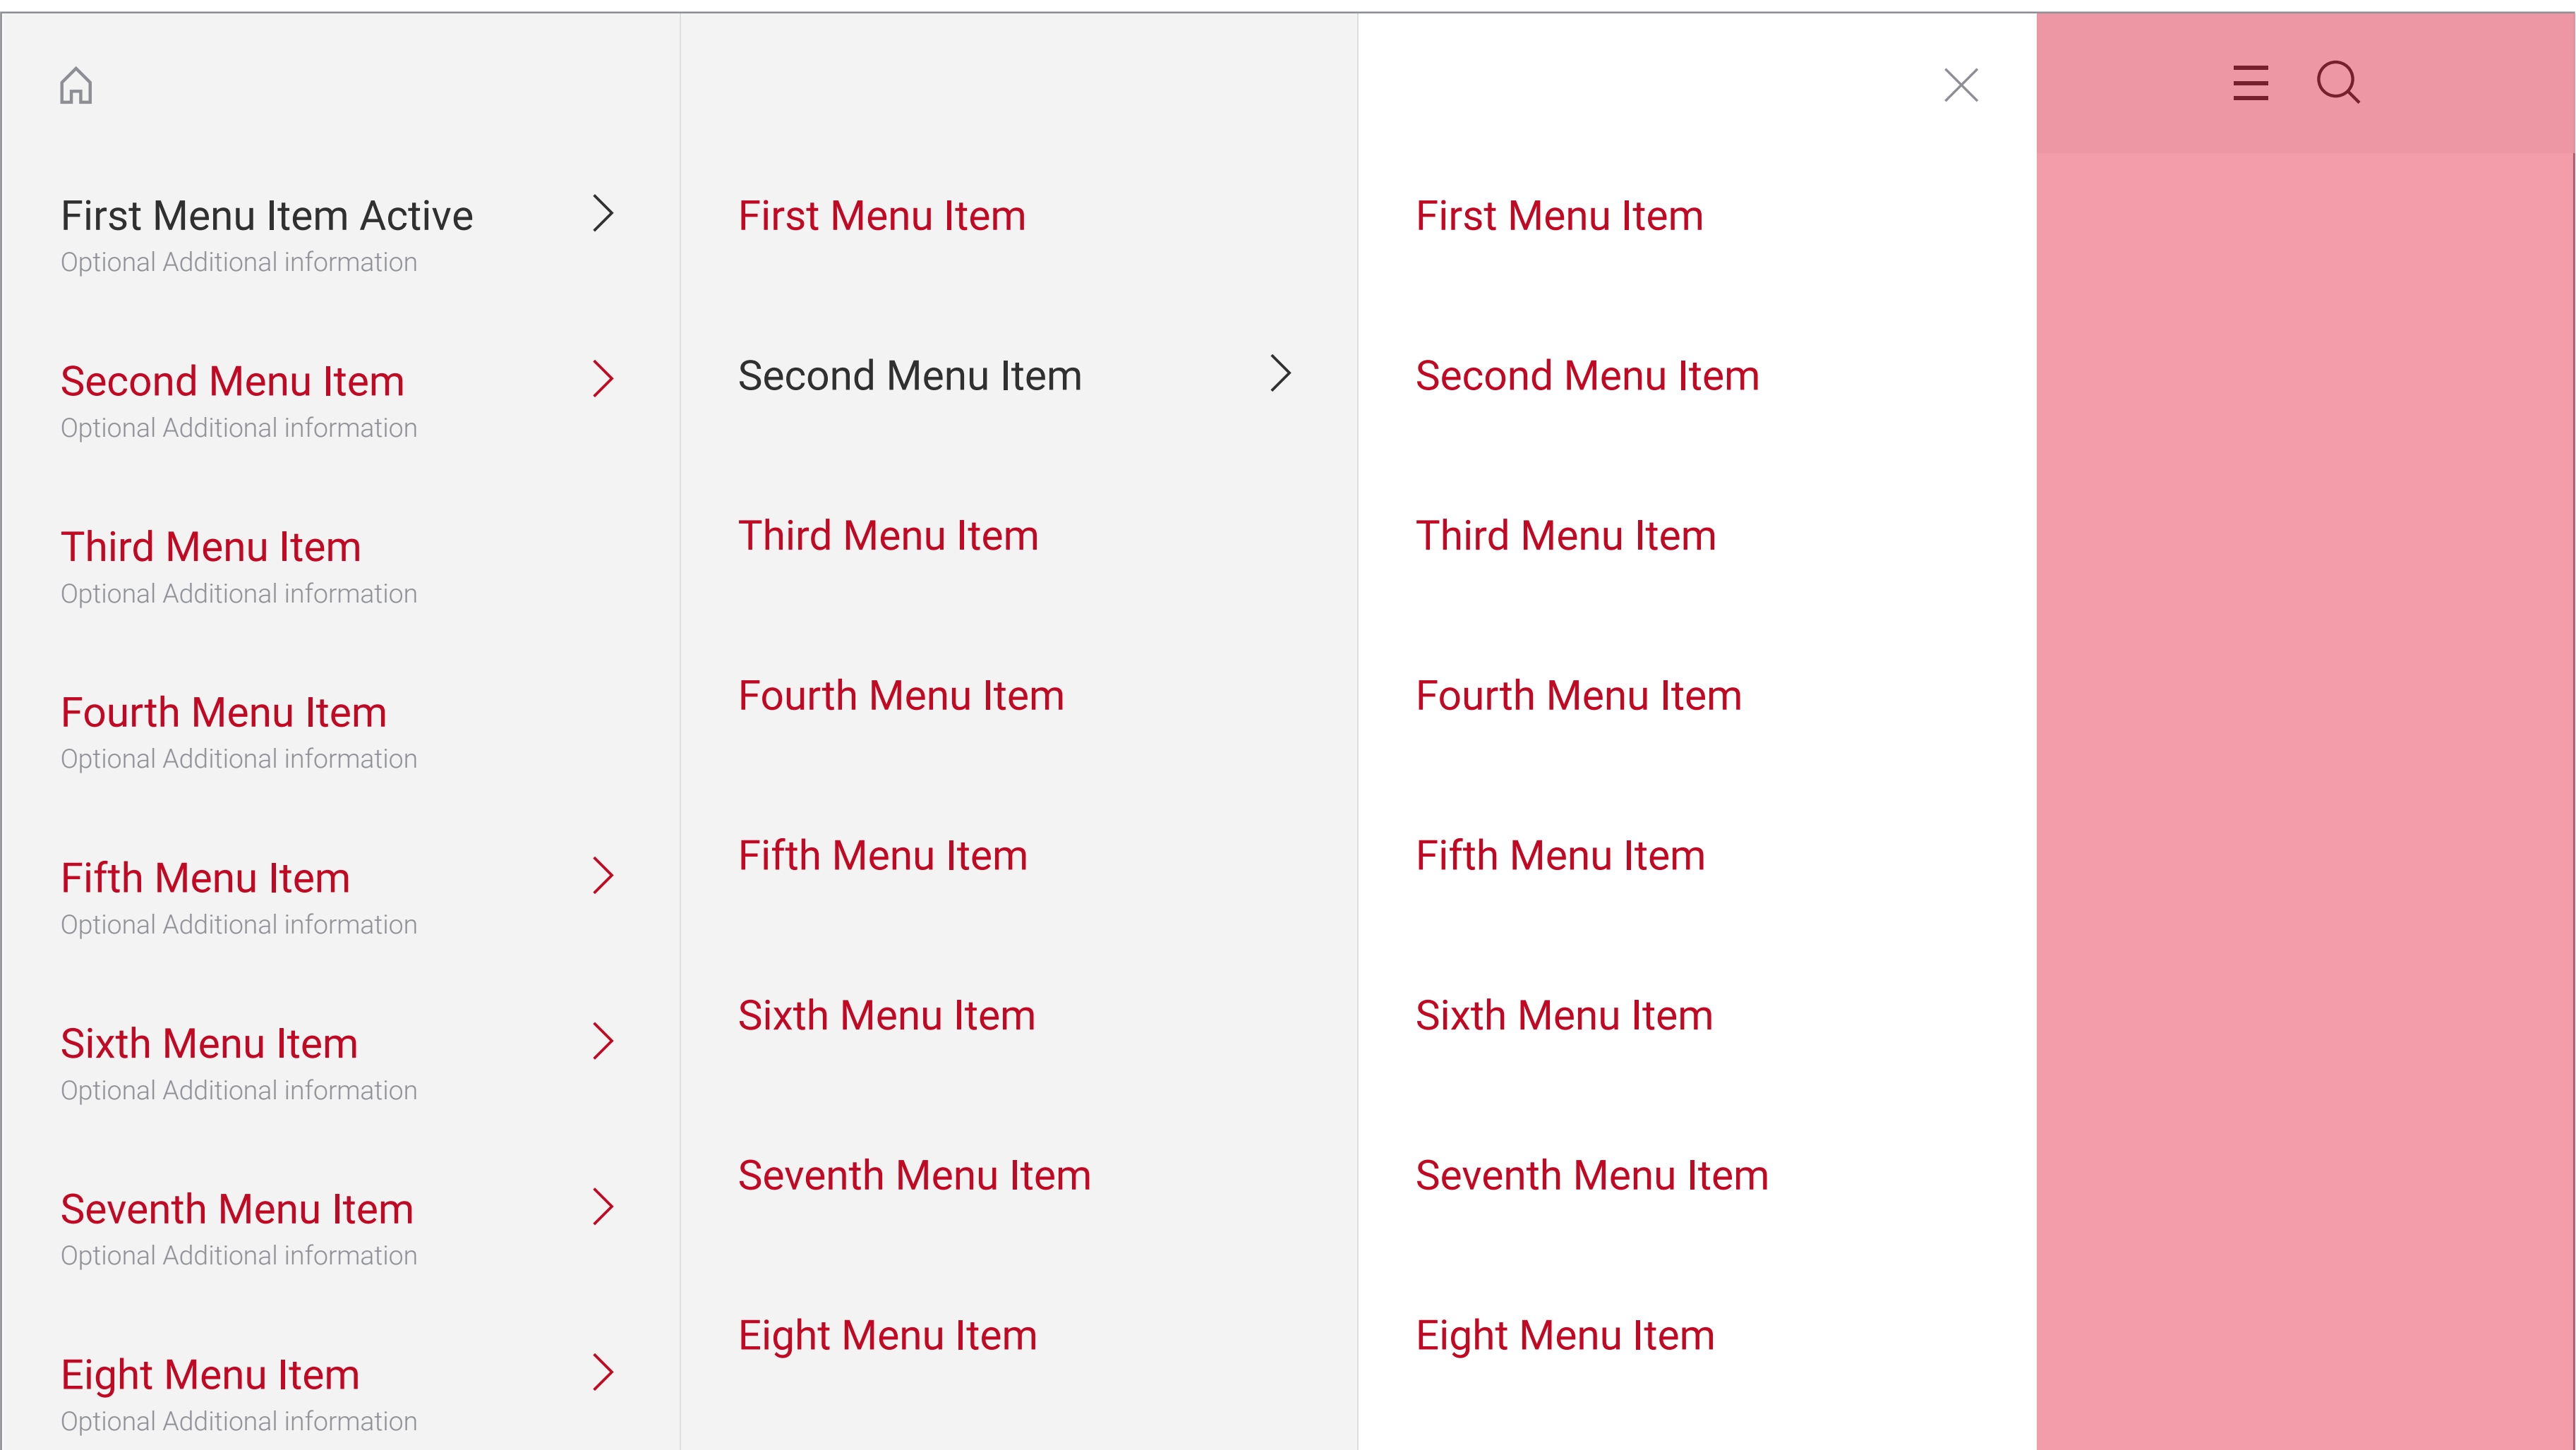 First Menu Item Active
Optional Additional information
Second Menu Item
Optional Additional information
Third Menu Item
Optional Additional information
Fourth Menu Item
Optional Additional information
Fifth Menu Item
Optional Additional information
Sixth Menu Item
Optional Additional information
Seventh Menu Item
Optional Additional information
Eight Menu Item
Optional Additional information
First Menu Item
Second Menu Item
Third Menu Item
Fourth Menu Item
Fifth Menu Item
Sixth Menu Item
Seventh Menu Item
Eight Menu Item
First Menu Item
Second Menu Item
Third Menu Item
Fourth Menu Item
Fifth Menu Item
Sixth Menu Item
Seventh Menu Item
Eight Menu Item